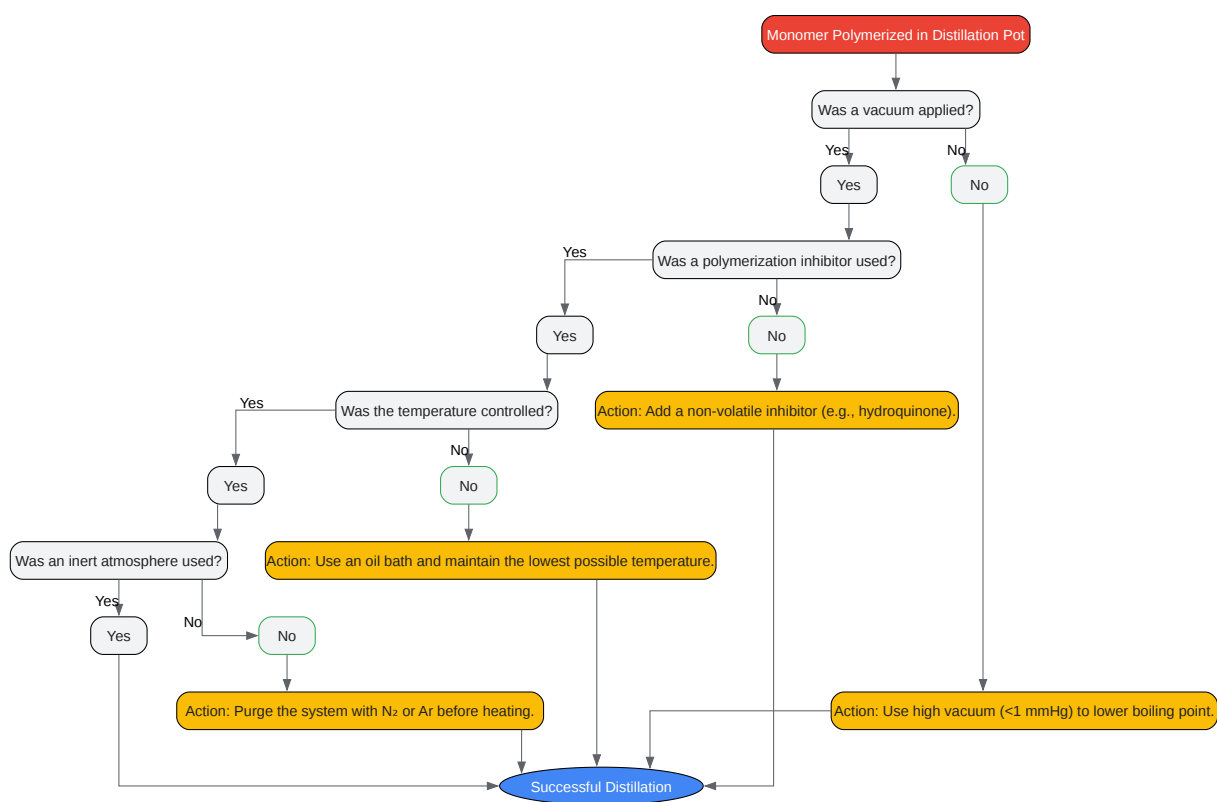 Monomer Polymerized in Distillation Pot
Was a vacuum applied?
Yes
No
Yes
No
Yes
Was a polymerization inhibitor used?
No
Yes
No
Yes
Was the temperature controlled?
Action: Add a non-volatile inhibitor (e.g., hydroquinone).
No
Yes
No
Was an inert atmosphere used?
Action: Use an oil bath and maintain the lowest possible temperature.
Yes
No
Yes
No
Action: Purge the system with N₂ or Ar before heating.
Action: Use high vacuum (<1 mmHg) to lower boiling point.
Successful Distillation